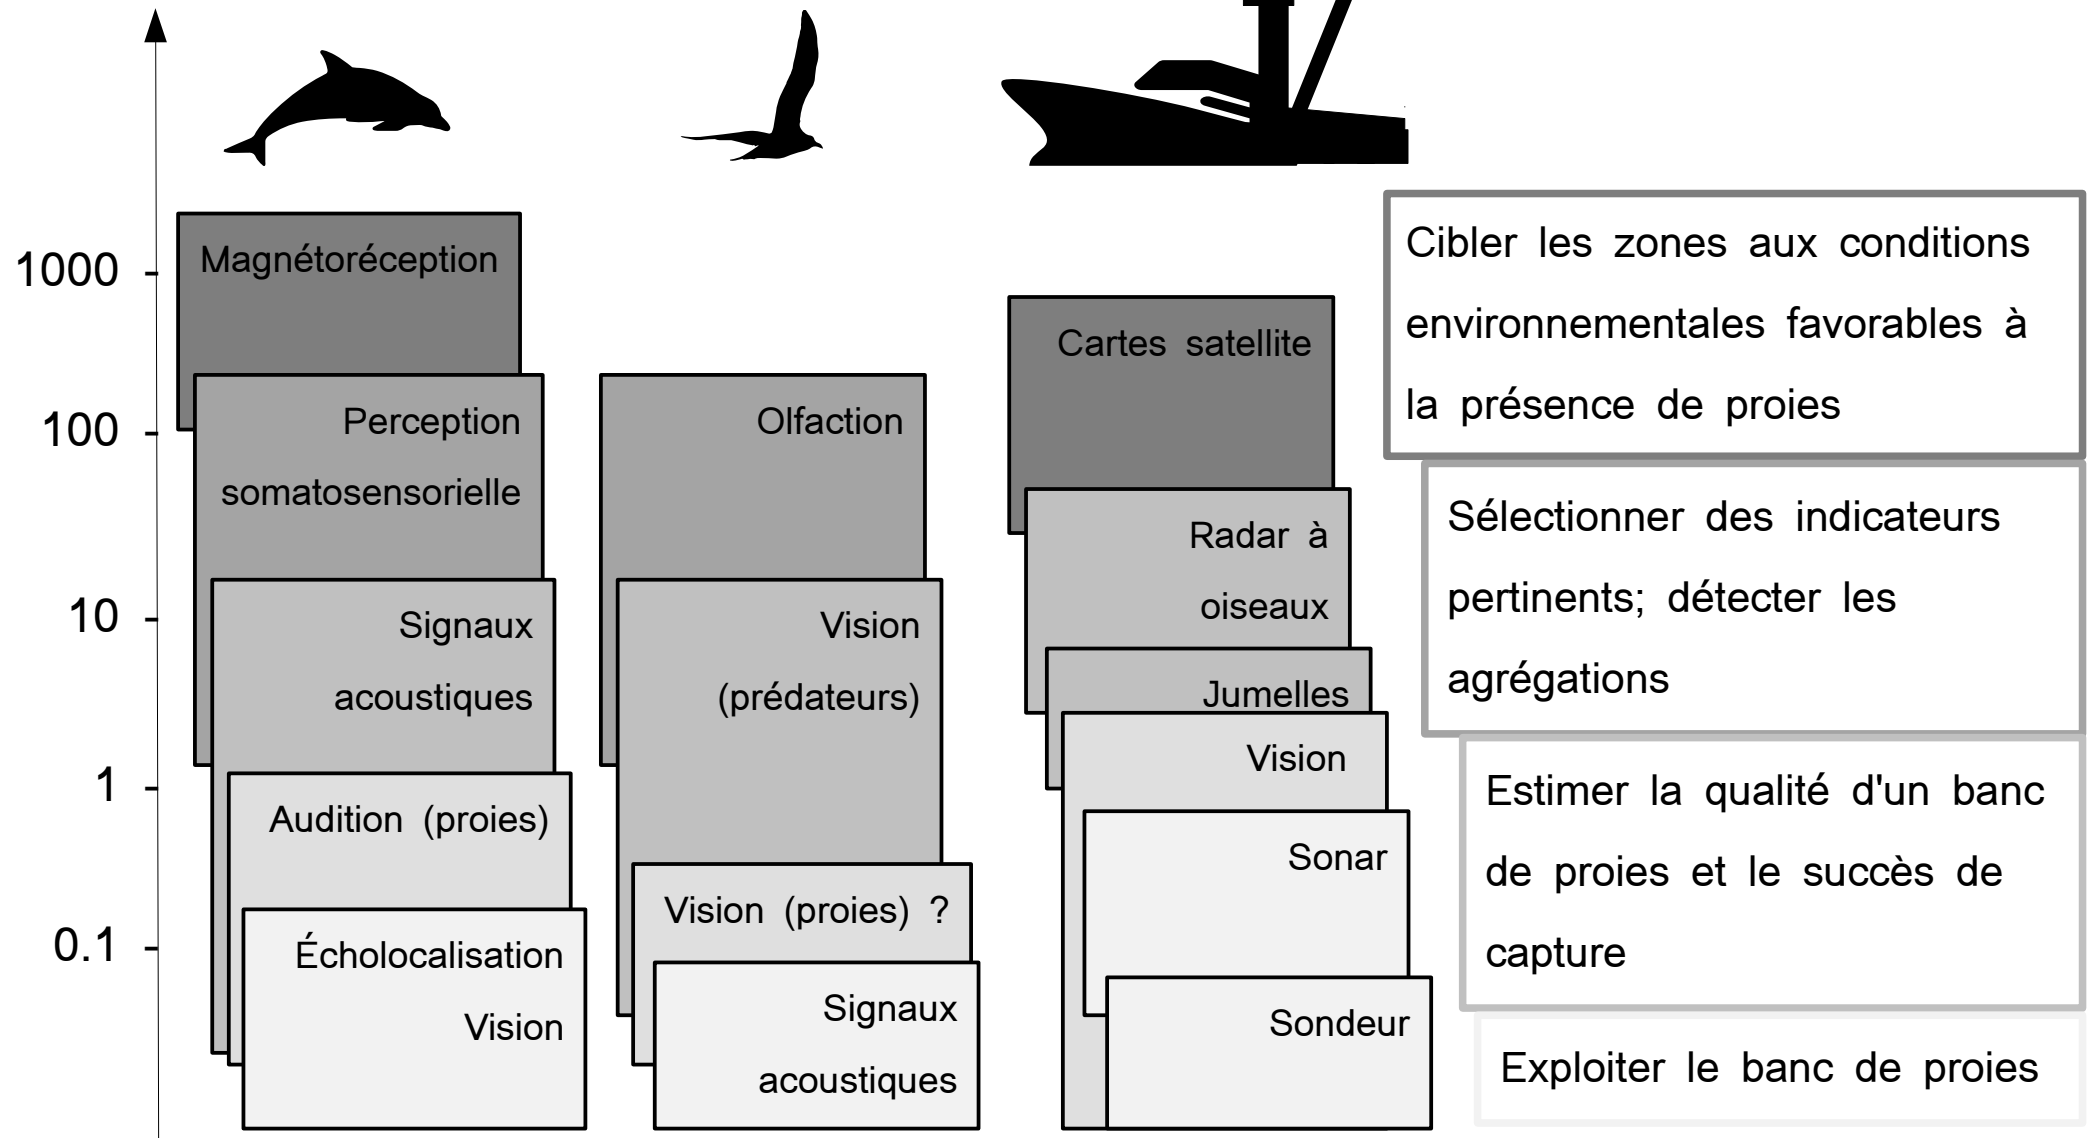 1000
100
10
1
0.1
Magnétoréception
Perception
somatosensorielle
Signaux
acoustiques
Audition (proies)
Écholocalisation
Vision
Olfaction
Vision
(prédateurs)
Vision (proies) ?
Signaux
acoustiques
Cartes satellite
Radar à
oiseaux
Jumelles
Vision
Sonar
Sondeur
Cibler les zones aux conditions
environnementales favorables à
la présence de proies
Sélectionner des indicateurs
pertinents; détecter les
agrégations
Estimer la qualité d'un banc
de proies et le succès de
capture
Exploiter le banc de proies